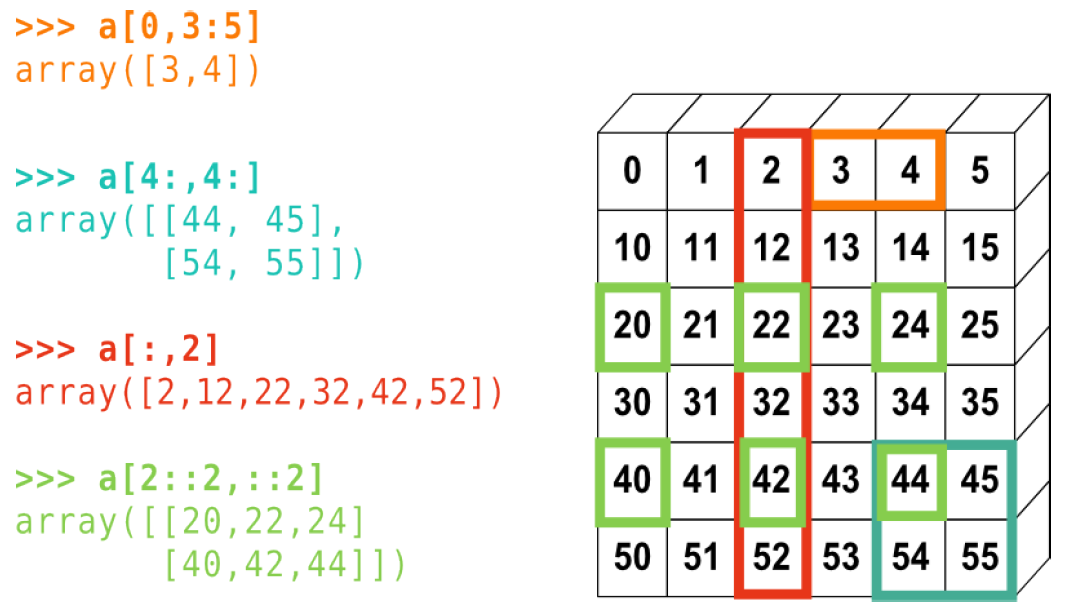 >>> a[0,3:5]
array([3,4])
>>> a[4:,4:]
array([[44, 45],
[54, 55]])
>>> a[:,2]
array([2,12,22,32,42,52])
>>> a[2::2,::2]
array([[20,22,24]
[40,42,44]])
0 1 2 3 4 5
10 11 12 13 14 15
20 21 22 23 24 25
30 31 32 33 34 35
40 41 42 43 44 45
50 51 52 53 54 55